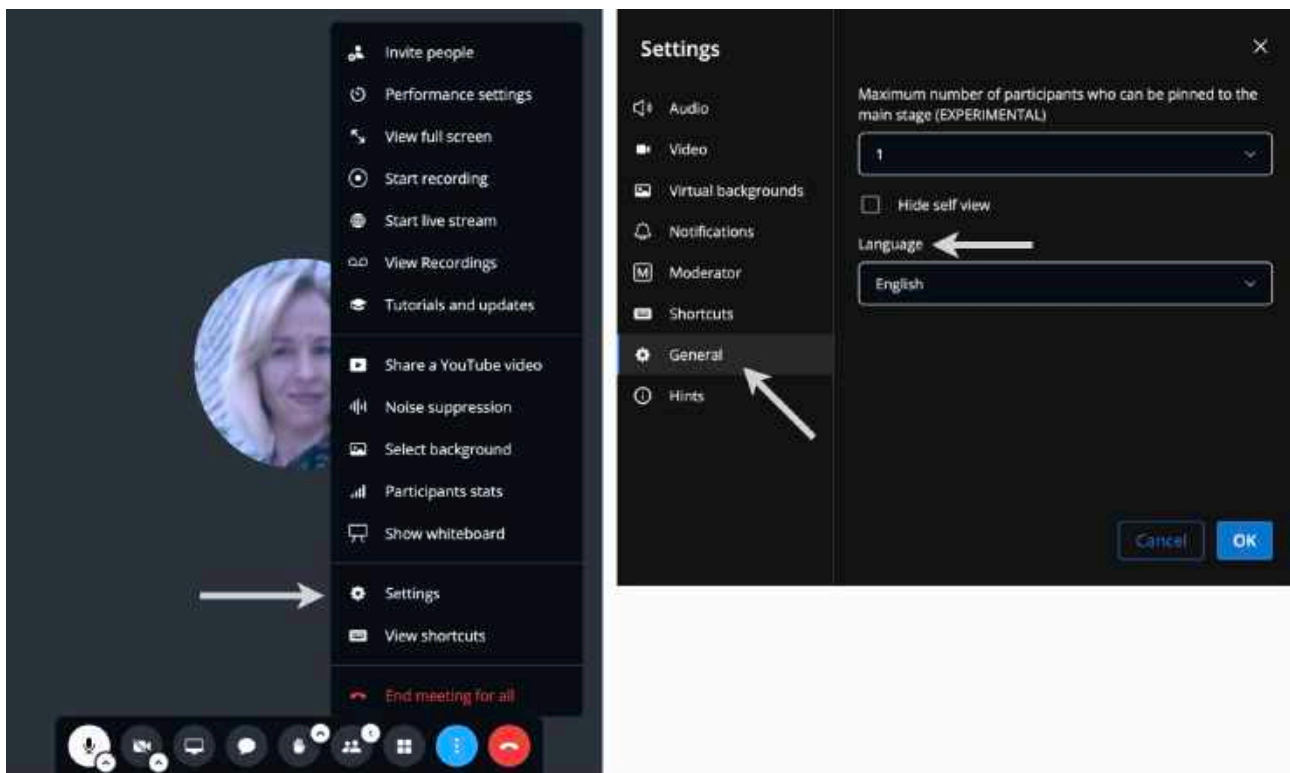 Invite people
Performance settings
View full screen
Start recording
Start live stream
View Recordings
Tutorials and updates
Share a YouTube video
Noise suppression
Select background
Participants stats
Show whiteboard
Settings
View shortcuts
End meeting for all
Settings
Audio
Video
Virtual backgrounds
Notifications
M Moderator
Shortcuts
General
Hints
Maximum number of participants who can be pinned to the
main stage (EXPERIMENTAL)
1
Hide self view
Language
English
Cancel
OK